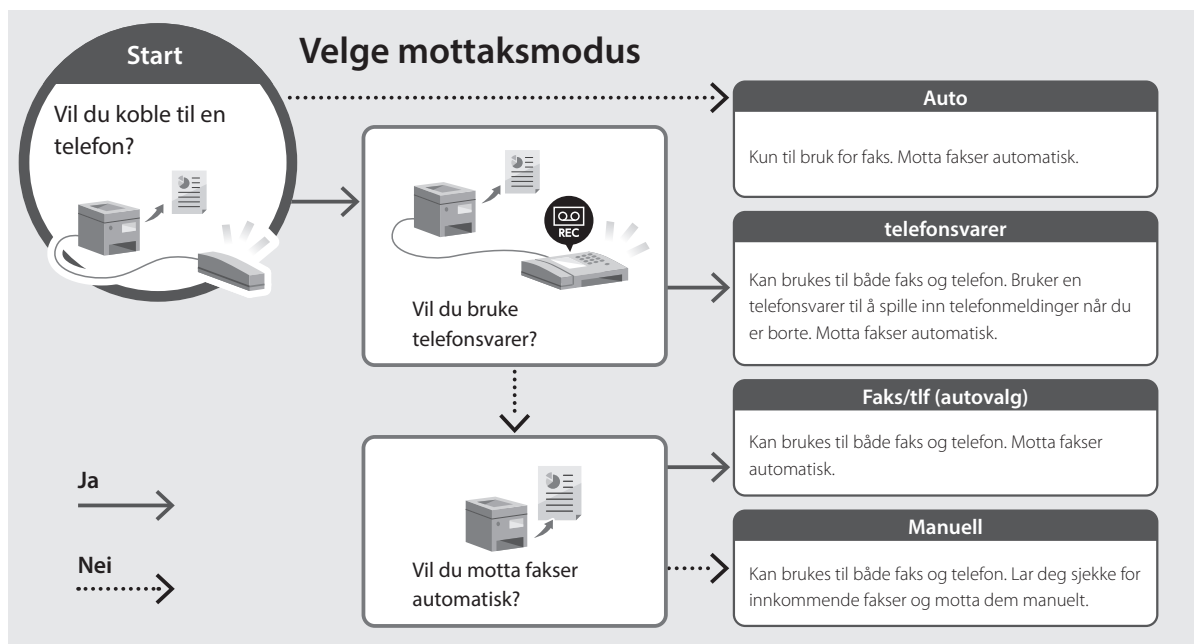 Velge mottaksmodus
Start
Vil du koble til en
telefon?
Auto
Kun til bruk for faks. Motta fakser automatisk.
REC
Vil du bruke
telefonsvarer?
telefonsvarer
Kan brukes til både faks og telefon. Bruker en
telefonsvarer til å spille inn telefonmeldinger når du
er borte. Motta fakser automatisk.
Faks/tlf (autovalg)
Kan brukes til både faks og telefon. Motta fakser
automatisk.
Vil du motta fakser
automatisk?
Manuell
Kan brukes til både faks og telefon. Lar deg sjekke for
innkommende fakser og motta dem manuelt.
Ja
Nei